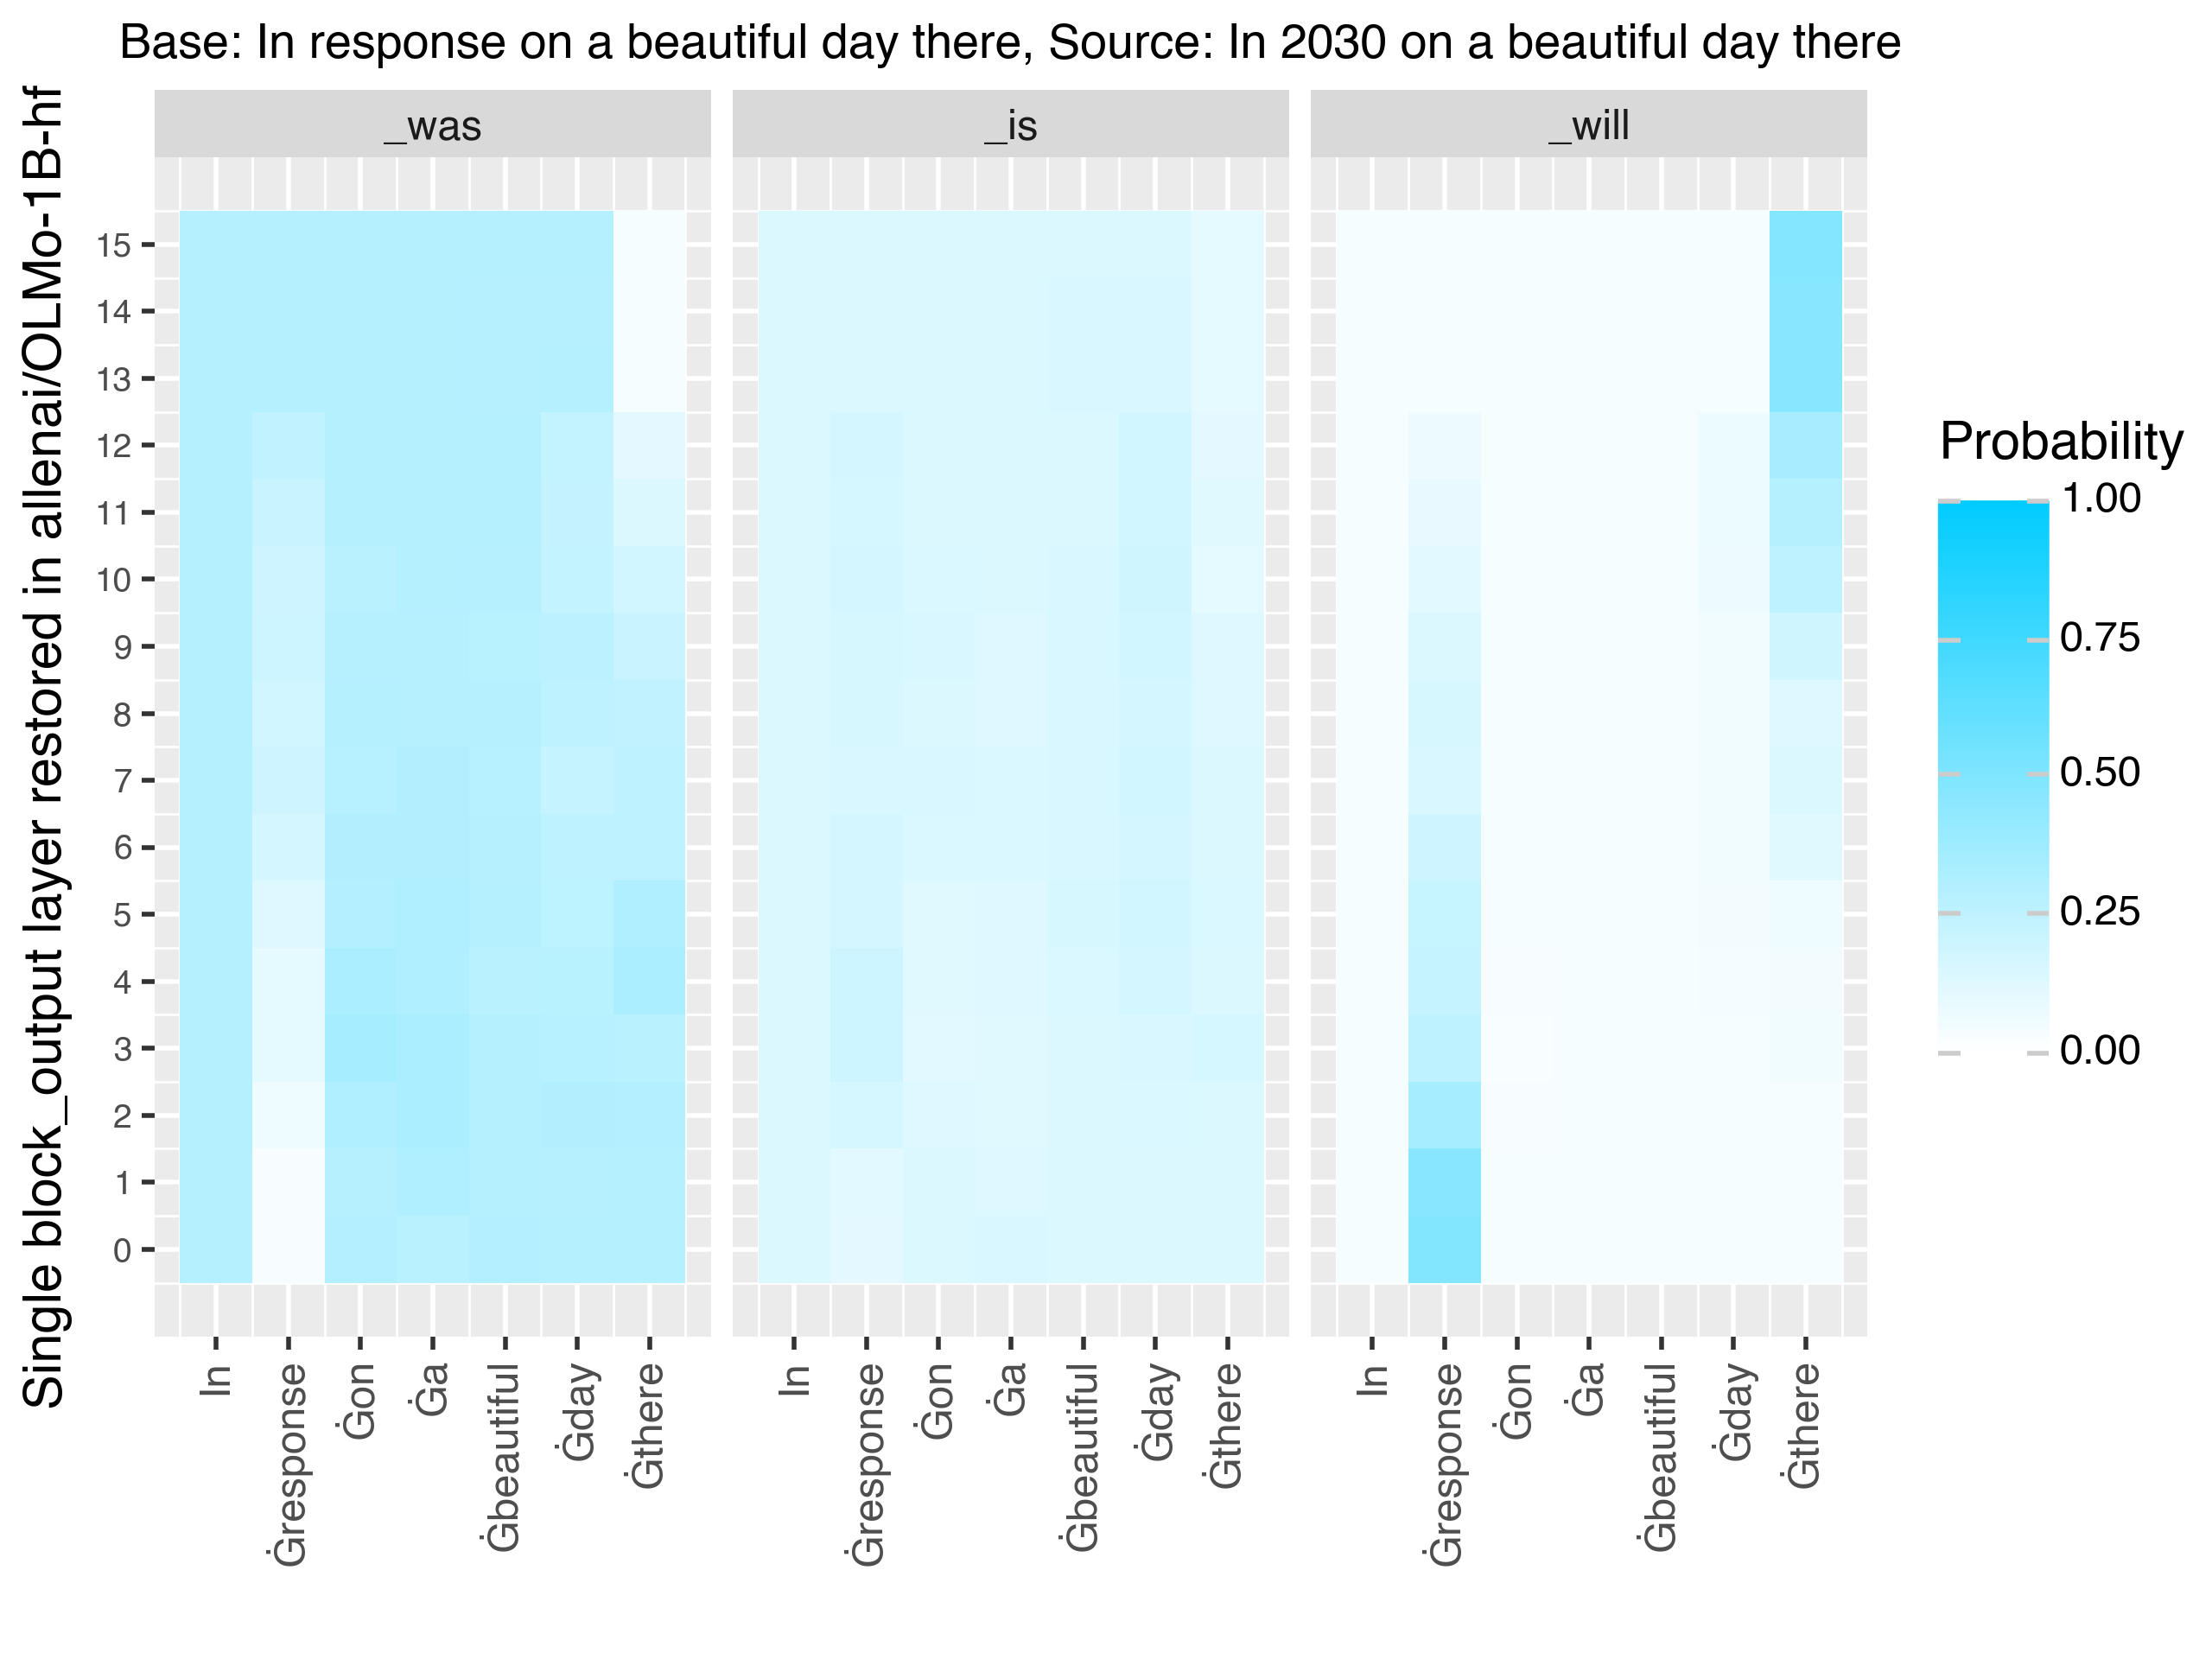 Base: In response on a beautiful day there, Source: In 2030 on a beautiful day there
Single block_output layer restored in allenai/OLMo-1B-hf
_was
_is
_will
15
14
13
12
11
10
9
8
7
6
5
4
3
2
1
0
In
Ġresponse
Ġon
Ġa
Ġbeautiful
Ġday
Ġthere
In
Ġresponse
Ġon
Ġa
Ġbeautiful
Ġday
Ġthere
In
Ġresponse
Ġon
Ġa
Ġbeautiful
Ġday
Ġthere
Probability
1.00
0.75
0.50
0.25
0.00